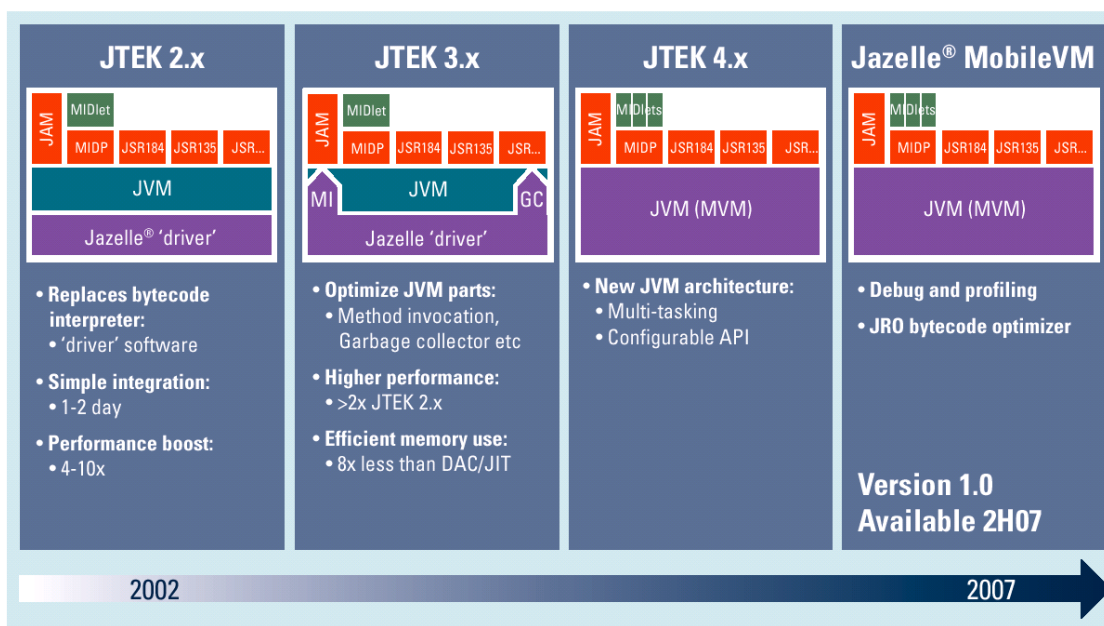 JTEK 2.x
JAM
MIDlet
MIDP JSR184 JSR135 JSR...
JVM
Jazelle® ‘driver’
• Replaces bytecode
interpreter:
• ‘driver’ software
• Simple integration:
• 1-2 day
• Performance boost:
• 4-10x
JTEK 3.x
JAM
MIDlet
MIDP JSR184 JSR135 JSR...
MI JVM GC
Jazelle ‘driver’
• Optimize JVM parts:
• Method invocation,
Garbage collector etc
• Higher performance:
• >2x JTEK 2.x
• Efficient memory use:
• 8x less than DAC/JIT
JTEK 4.x
JAM
MIDlets
MIDP JSR184 JSR135 JSR...
JVM (MVM)
• New JVM architecture:
• Multi-tasking
• Configurable API
Jazelle® MobileVM
JAM
MIDlets
MIDP JSR184 JSR135 JSR...
JVM (MVM)
• Debug and profiling
• JRO bytecode optimizer
Version 1.0
Available 2H07
2002 2007